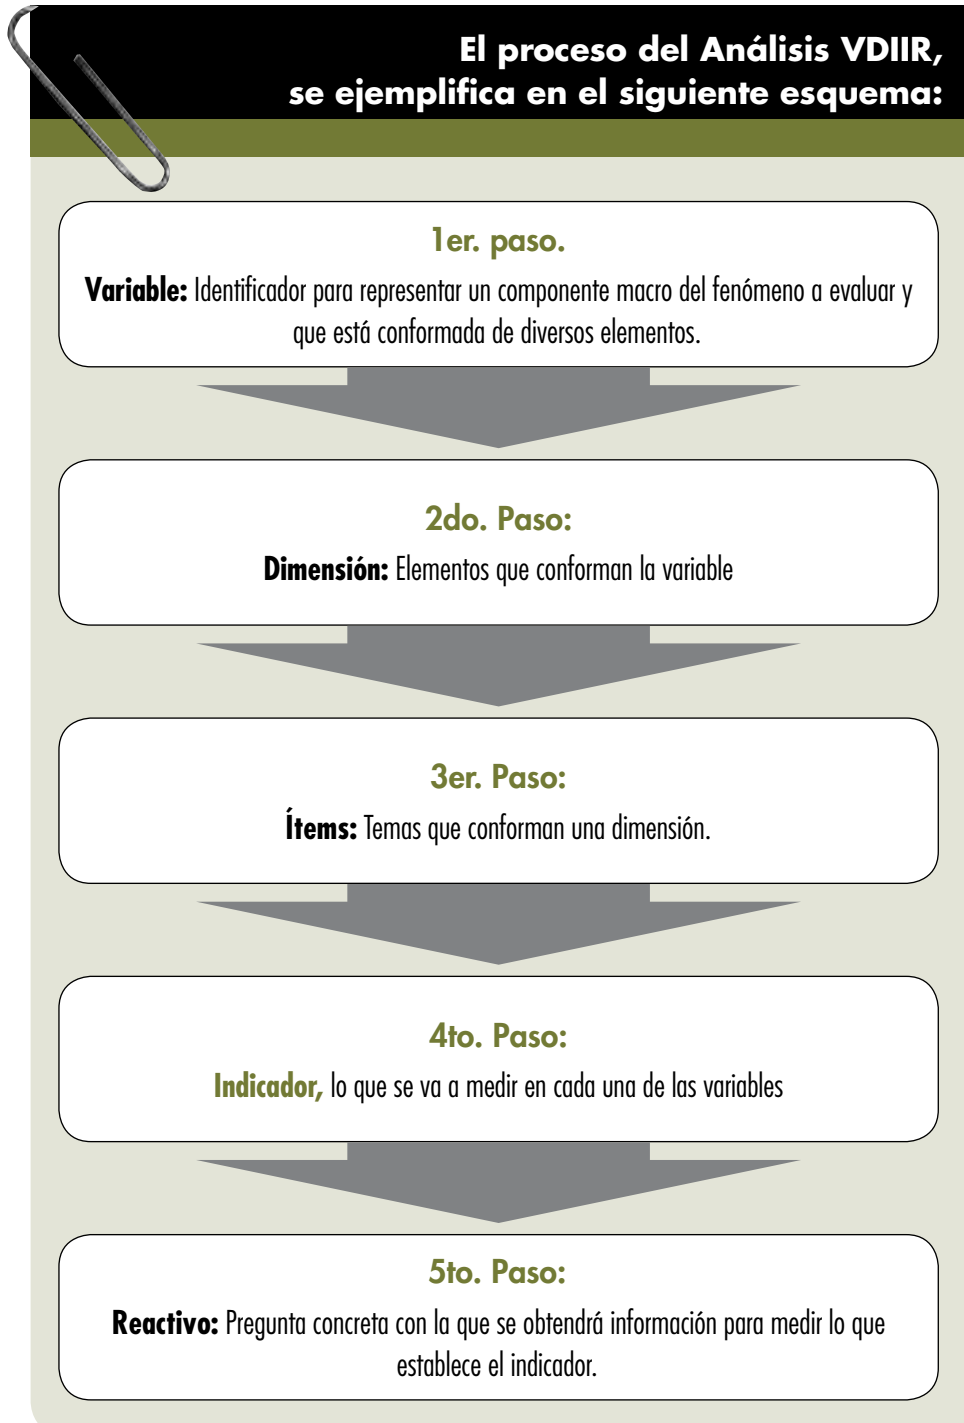 El proceso del Análisis VDIIR,
se ejemplifica en el siguiente esquema:
1er. paso.
Variable: Identificador para representar un componente macro del fenómeno a evaluar y
que está conformada de diversos elementos.
2do. Paso:
Dimensión: Elementos que conforman la variable
3er. Paso:
Ítems: Temas que conforman una dimensión.
4to. Paso:
Indicador, lo que se va a medir en cada una de las variables
5to. Paso:
Reactivo: Pregunta concreta con la que se obtendrá información para medir lo que
establece el indicador.